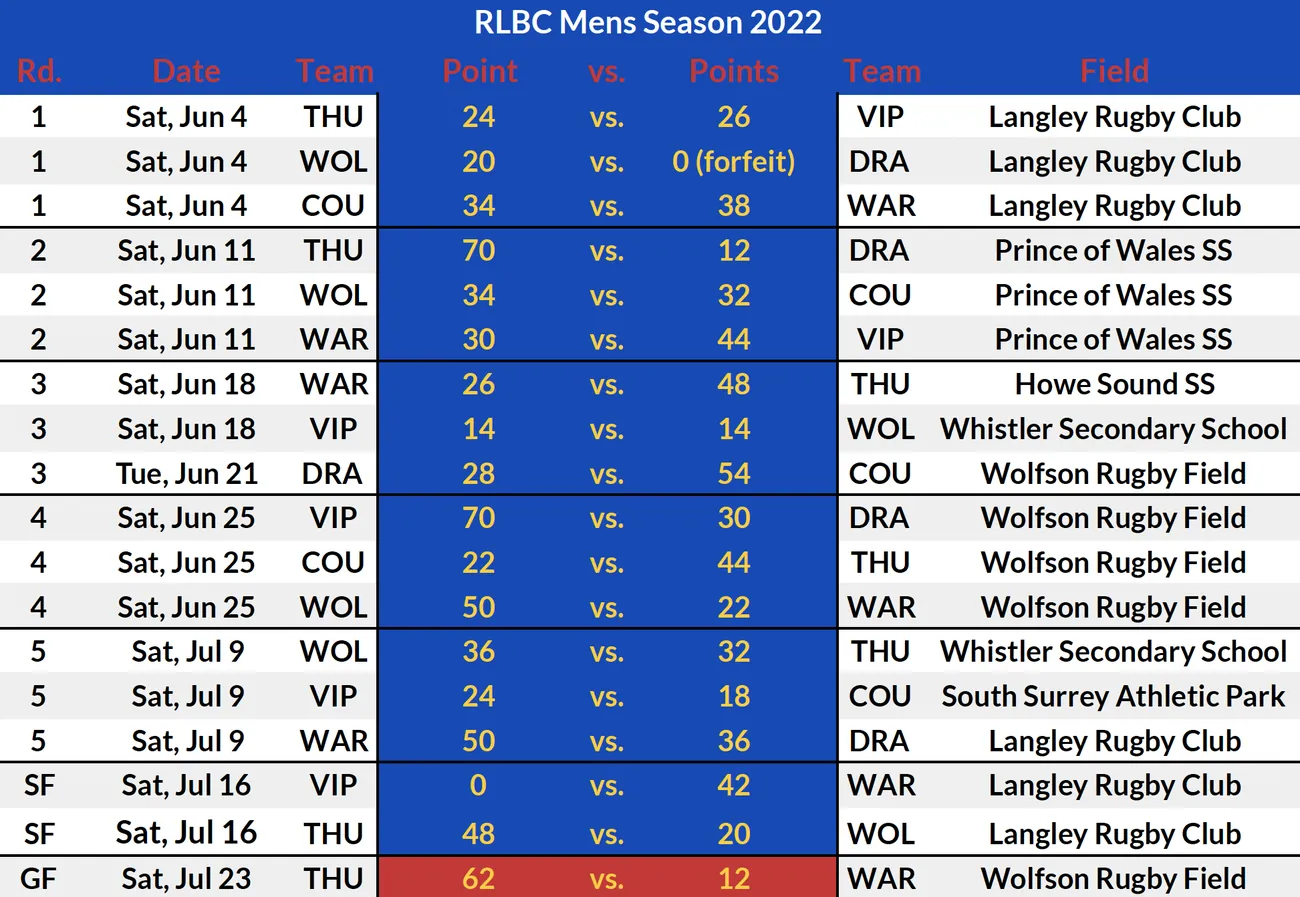 RLBC Mens Season 2022
Rd. Date Team Point vs. Points Team Field
1 Sat, Jun 4 THU 24 vs. 26 VIP Langley Rugby Club
1 Sat, Jun 4 WOL 20 vs. 0 (forfeit) DRA Langley Rugby Club
1 Sat, Jun 4 COU 34 vs. 38 WAR Langley Rugby Club
2 Sat, Jun 11 THU 70 vs. 12 DRA Prince of Wales SS
2 Sat, Jun 11 WOL 34 vs. 32 COU Prince of Wales SS
2 Sat, Jun 11 WAR 30 vs. 44 VIP Prince of Wales SS
3 Sat, Jun 18 WAR 26 vs. 48 THU Howe Sound SS
3 Sat, Jun 18 VIP 14 vs. 14 WOL Whistler Secondary School
3 Tue, Jun 21 DRA 28 vs. 54 COU Wolfson Rugby Field
4 Sat, Jun 25 VIP 70 vs. 30 DRA Wolfson Rugby Field
4 Sat, Jun 25 COU 22 vs. 44 THU Wolfson Rugby Field
4 Sat, Jun 25 WOL 50 vs. 22 WAR Wolfson Rugby Field
5 Sat, Jul 9 WOL 36 vs. 32 THU Whistler Secondary School
5 Sat, Jul 9 VIP 24 vs. 18 COU South Surrey Athletic Park
5 Sat, Jul 9 WAR 50 vs. 36 DRA Langley Rugby Club
SF Sat, Jul 16 VIP 0 vs. 42 WAR Langley Rugby Club
SF Sat, Jul 16 THU 48 vs. 20 WOL Langley Rugby Club
GF Sat, Jul 23 THU 62 vs. 12 WAR Wolfson Rugby Field